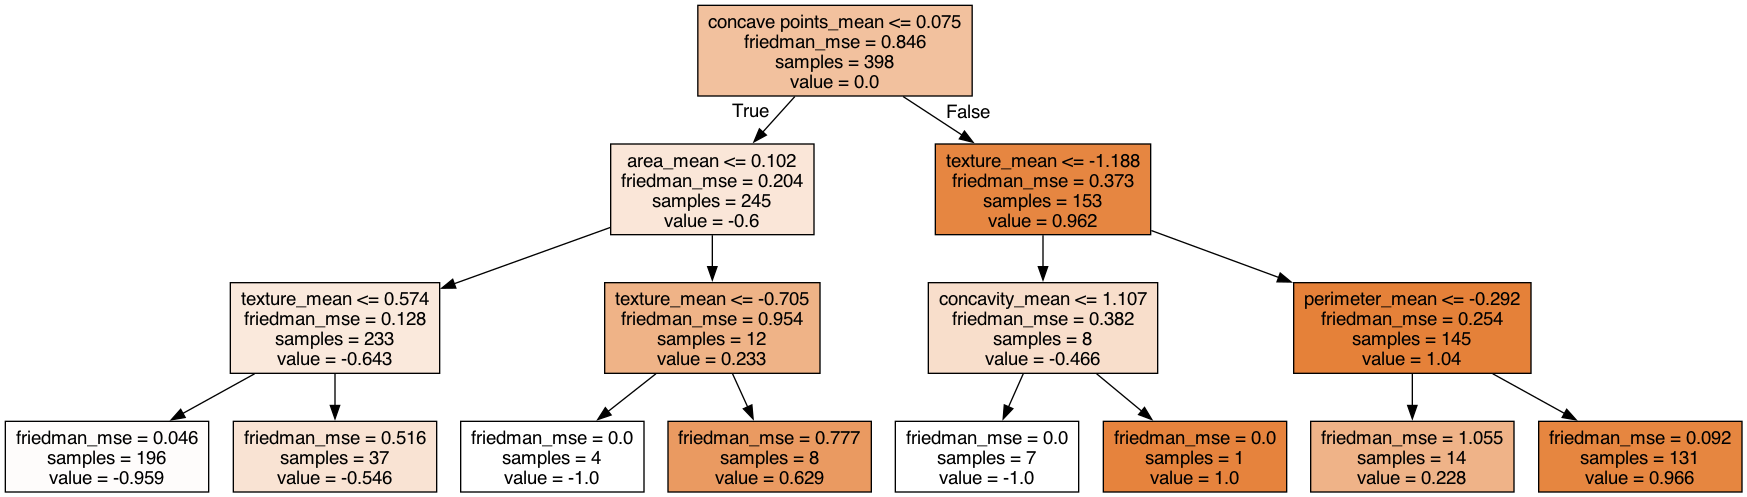 concave points_mean <= 0.075
friedman_mse = 0.846
samples = 398
value = 0.0
True
False
area_mean <= 0.102
friedman_mse = 0.204
samples = 245
value = -0.6
texture_mean <= -1.188
friedman_mse = 0.373
samples = 153
value = 0.962
texture_mean <= 0.574
friedman_mse = 0.128
samples = 233
value = -0.643
texture_mean <= -0.705
friedman_mse = 0.954
samples = 12
value = 0.233
concavity_mean <= 1.107
friedman_mse = 0.382
samples = 8
value = -0.466
perimeter_mean <= -0.292
friedman_mse = 0.254
samples = 145
value = 1.04
friedman_mse = 0.046
samples = 196
value = -0.959
friedman_mse = 0.516
samples = 37
value = -0.546
friedman_mse = 0.0
samples = 4
value = -1.0
friedman_mse = 0.777
samples = 8
value = 0.629
friedman_mse = 0.0
samples = 7
value = -1.0
friedman_mse = 0.0
samples = 1
value = 1.0
friedman_mse = 1.055
samples = 14
value = 0.228
friedman_mse = 0.092
samples = 131
value = 0.966